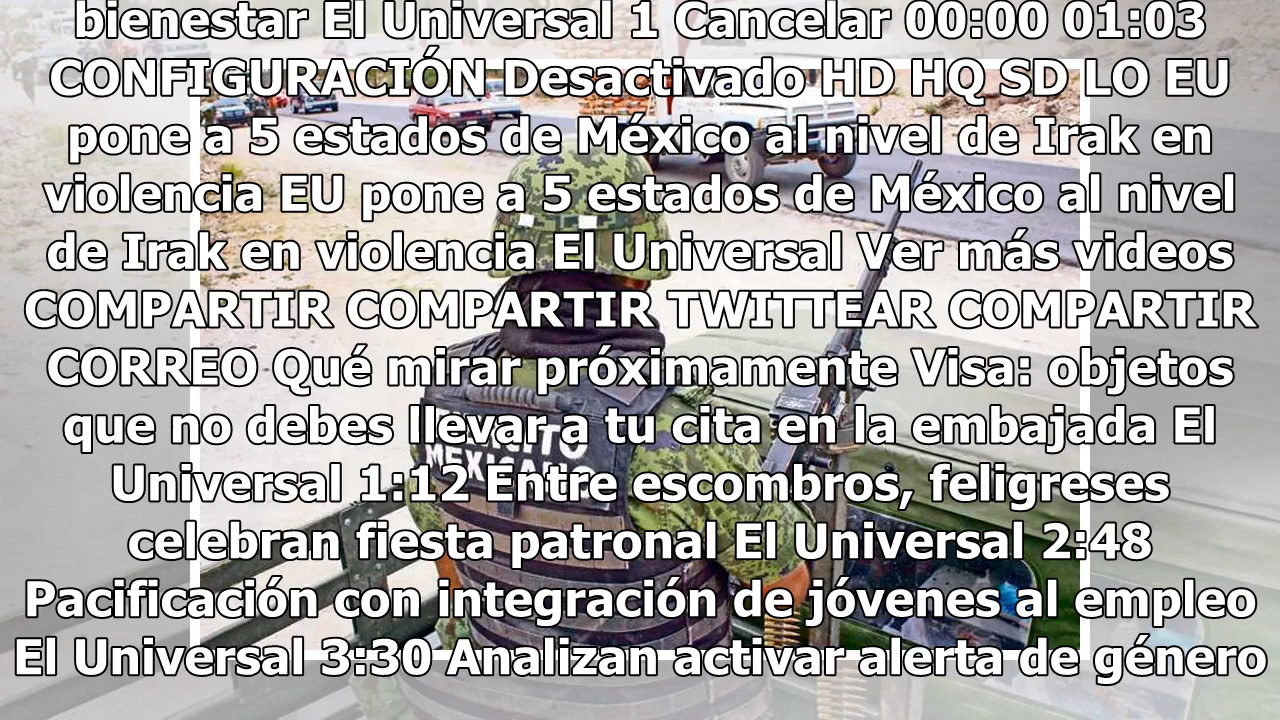 bienestar El Universal 1 Cancelar 00:00 01:03
CONFIGURACIÓN Desactivado HD HQ SD LO EU
pone a 5 estados de México al nivel de Irak en
violencia EU pone a 5 estados de México al nivel
de Irak en violencia El Universal Ver más videos
COMPARTIR COMPARTIR TWITTEAR COMPARTIR
CORREO Qué mirar próximamente Visa: objetos
que no debes llevar a tu cita en la embajada El
Universal 1:12 Entre escombros, feligreses
celebran fiesta patronal El Universal 2:48
Pacificación con integración de jóvenes al empleo
El Universal 3:30 Analizan activar alerta de género
MEXICANO